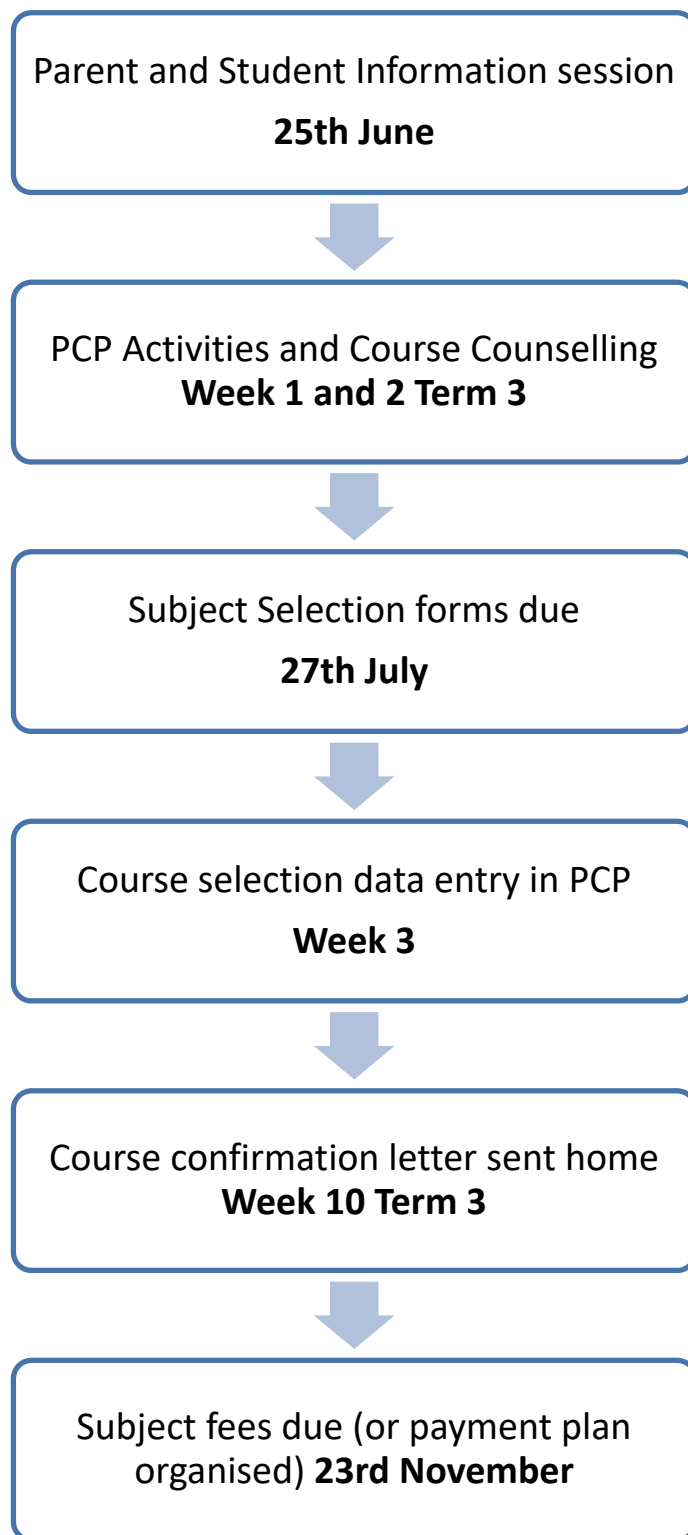 Parent and Student Information session
25th June
PCP Activities and Course Counselling
Week 1 and 2 Term 3
Subject Selection forms due
27th July
Course selection data entry in PCP
Week 3
Course confirmation letter sent home
Week 10 Term 3
Subject fees due (or payment plan
organised) 23rd November